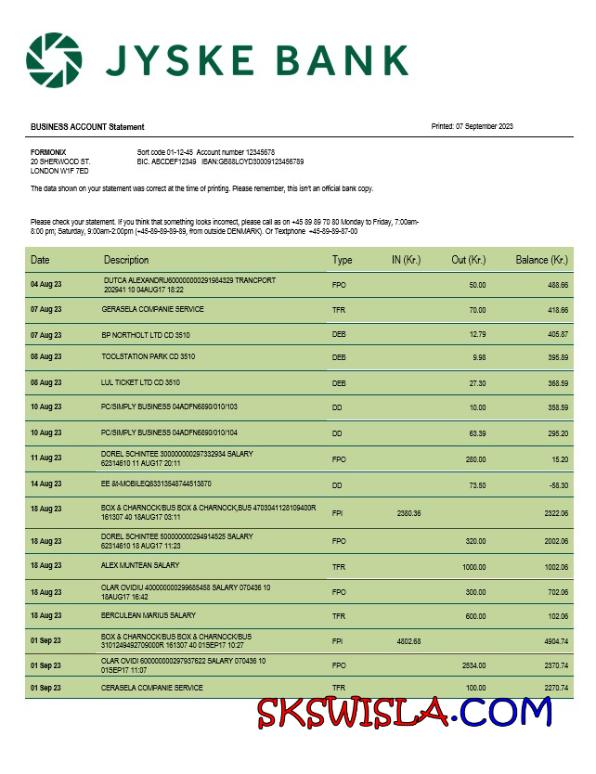 JYSKE BANK
BUSINESS ACCOUNT Statement Printed: 07 September 2023
FORMONIX Sort code 01-12-45 Account number 12345678
20 SHERWOOD ST. BIC. ABCDEF12349 IBAN:GB88LOYD30009123456789
LONDON W1F 7ED
The data shown on your statement was correct at the time of printing. Please remember, this isn't an official bank copy.
Please check your statement. If you think that something looks incorrect, please call as on +45 89 89 70 80 Monday to Friday, 7:00am-
8:00 pm; Saturday, 9:00am-2:00pm (+45-89-89-89-89, from outside DENMARK). Or Textphone +45-89-89-87-00
Date Description Type IN (Kr.) Out (Kr.) Balance (Kr.)
04 Aug 23 DUTCA ALEXANDRU600000000291984329 TRANCPORT FPO 50.00 488.66
202941 10 04AUG17 18:22
07 Aug 23 GERASELA COMPANIE SERVICE TFR 70.00 418.66
07 Aug 23 BP NORTHOLT LTD CD 3510 DEB 12.79 405.87
08 Aug 23 TOOLSTATION PARK CD 3510 DEB 9.98 395.89
08 Aug 23 LUL TICKET LTD CD 3510 DEB 27.30 368.59
10 Aug 23 PC/SIMPLY BUSINESS 04ADFN6890/010/103 DD 10.00 358.59
10 Aug 23 PC/SIMPLY BUSINESS 04ADFN6890/010/104 DD 63.39 295.20
11 Aug 23 DOREL SCHINTEE 300000000297332934 SALARY FPO 280.00 15.20
62314610 11 AUG17 20:11
14 Aug 23 EE &t-MOBILEQ83313548744513870 DD 73.50 -58.30
18 Aug 23 BOX & CHARNOCK/BUS BOX & CHARNOCK,BUS 4703041128109400R FPI 2380.36 2322.06
161307 40 18AUG17 03:11
18 Aug 23 DOREL SCHINTEE 500000000294914525 SALARY FPO 320.00 2002.06
62314610 18 AUG17 11:23
18 Aug 23 ALEX MUNTEAN SALARY TFR 1000.00 1002.06
18 Aug 23 OLAR OVIDIU 400000000299685458 SALARY 070436 10 FPO 300.00 702.06
18AUG17 16:42
18 Aug 23 BERCULEAN MARIUS SALARY TFR 600.00 102.06
01 Sep 23 BOX & CHARNOCK/BUS BOX & CHARNOCK/BUS FPI 4802.68 4904.74
3101249492709000R 161307 40 01SEP17 10:27
01 Sep 23 OLAR OVIDI 600000000297937622 SALARY 070436 10 FPO 2534.00 2370.74
01SEP17 11:07
01 Sep 23 CERASELA COMPANIE SERVICE TFR 100.00 2270.74
SKSWISLA.COM